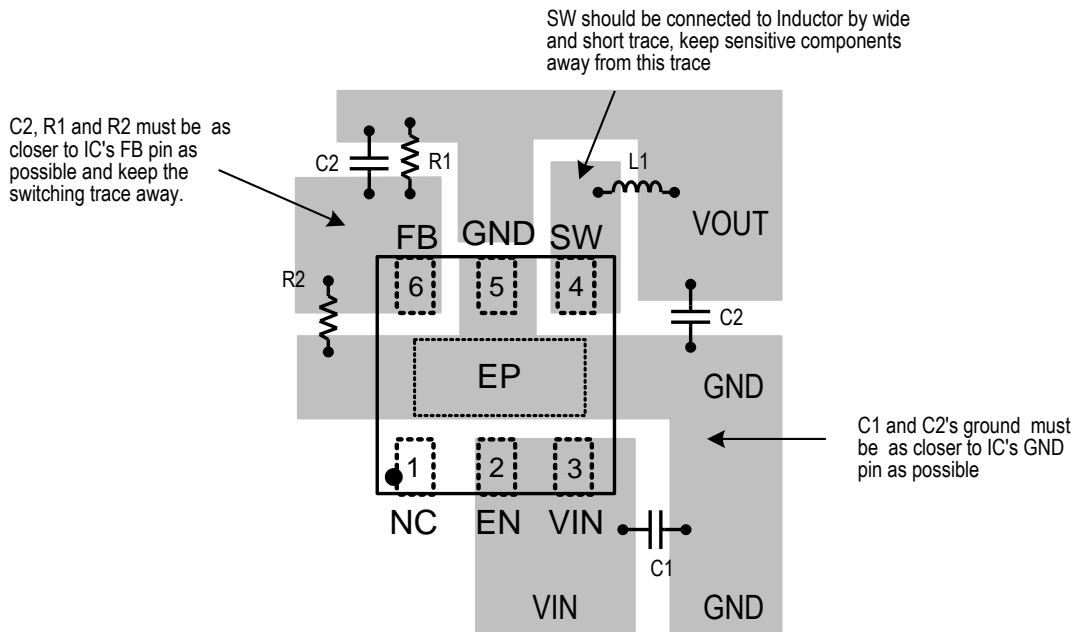 SW should be connected to Inductor by wide
and short trace, keep sensitive components
away from this trace
C2, R1 and R2 must be as
closer to IC's FB pin as
possible and keep the
switching trace away.
C2
R1
L1
VOUT
FB
GND
SW
R2
6
5
4
C2
EP
GND
C1 and C2's ground must
be as closer to IC's GND
pin as possible
1
2
3
NC
EN
VIN
C1
VIN
GND